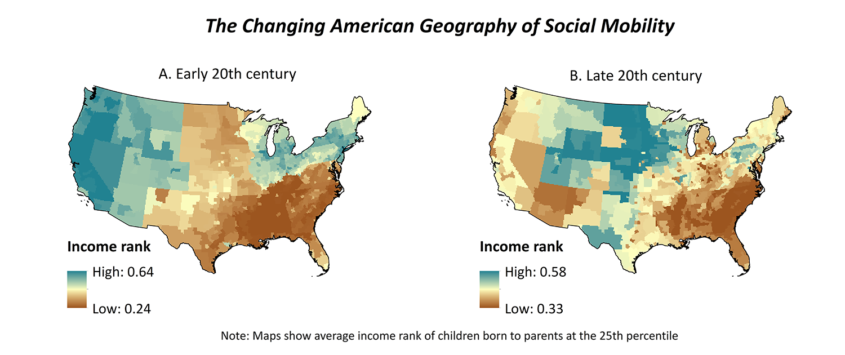 The Changing American Geography of Social Mobility
A. Early 20th century
B. Late 20th century
Income rank
High: 0.64
Low: 0.24
Income rank
High: 0.58
Low: 0.33
Note: Maps show average income rank of children born to parents at the 25th percentile